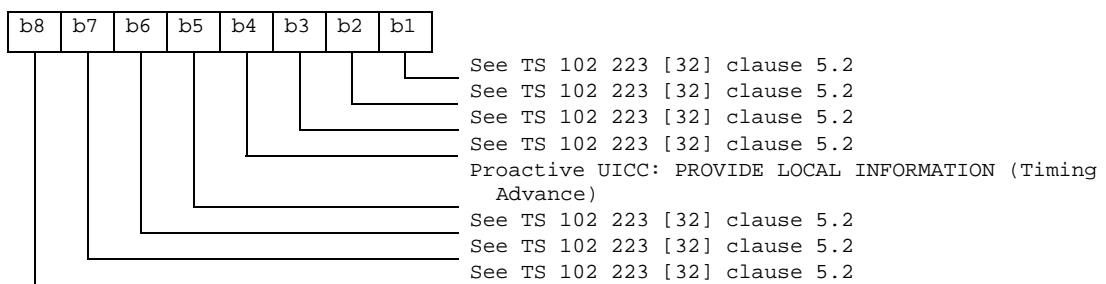 b8 b7 b6 b5 b4 b3 b2 b1
See TS 102 223 [32] clause 5.2
See TS 102 223 [32] clause 5.2
See TS 102 223 [32] clause 5.2
See TS 102 223 [32] clause 5.2
Proactive UICC: PROVIDE LOCAL INFORMATION (Timing
Advance)
See TS 102 223 [32] clause 5.2
See TS 102 223 [32] clause 5.2
See TS 102 223 [32] clause 5.2